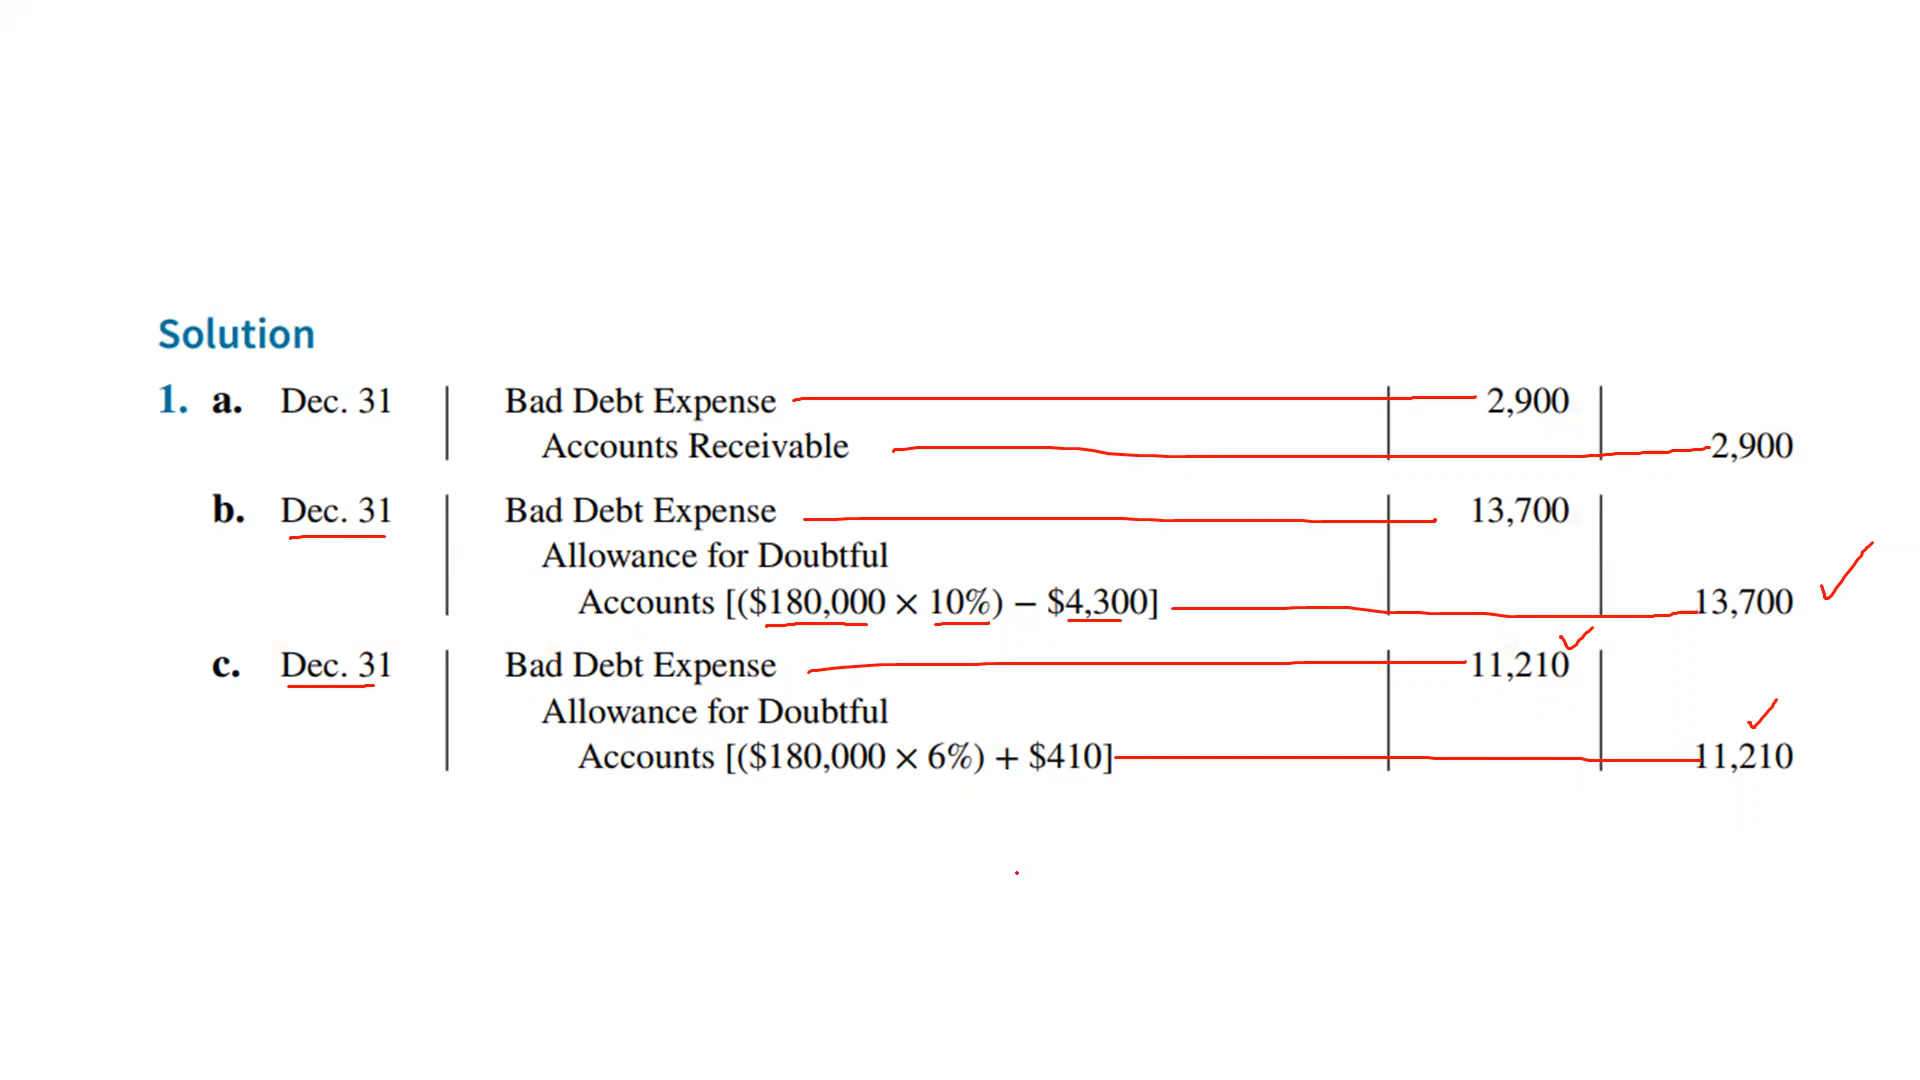 Solution
1. a. Dec. 31 Bad Debt Expense 2,900
Accounts Receivable 2,900
b. Dec. 31 Bad Debt Expense 13,700
Allowance for Doubtful
Accounts [($180,000 × 10%) − $4,300] 13,700
c. Dec. 31 Bad Debt Expense 11,210
Allowance for Doubtful
Accounts [($180,000 × 6%) + $410] 11,210